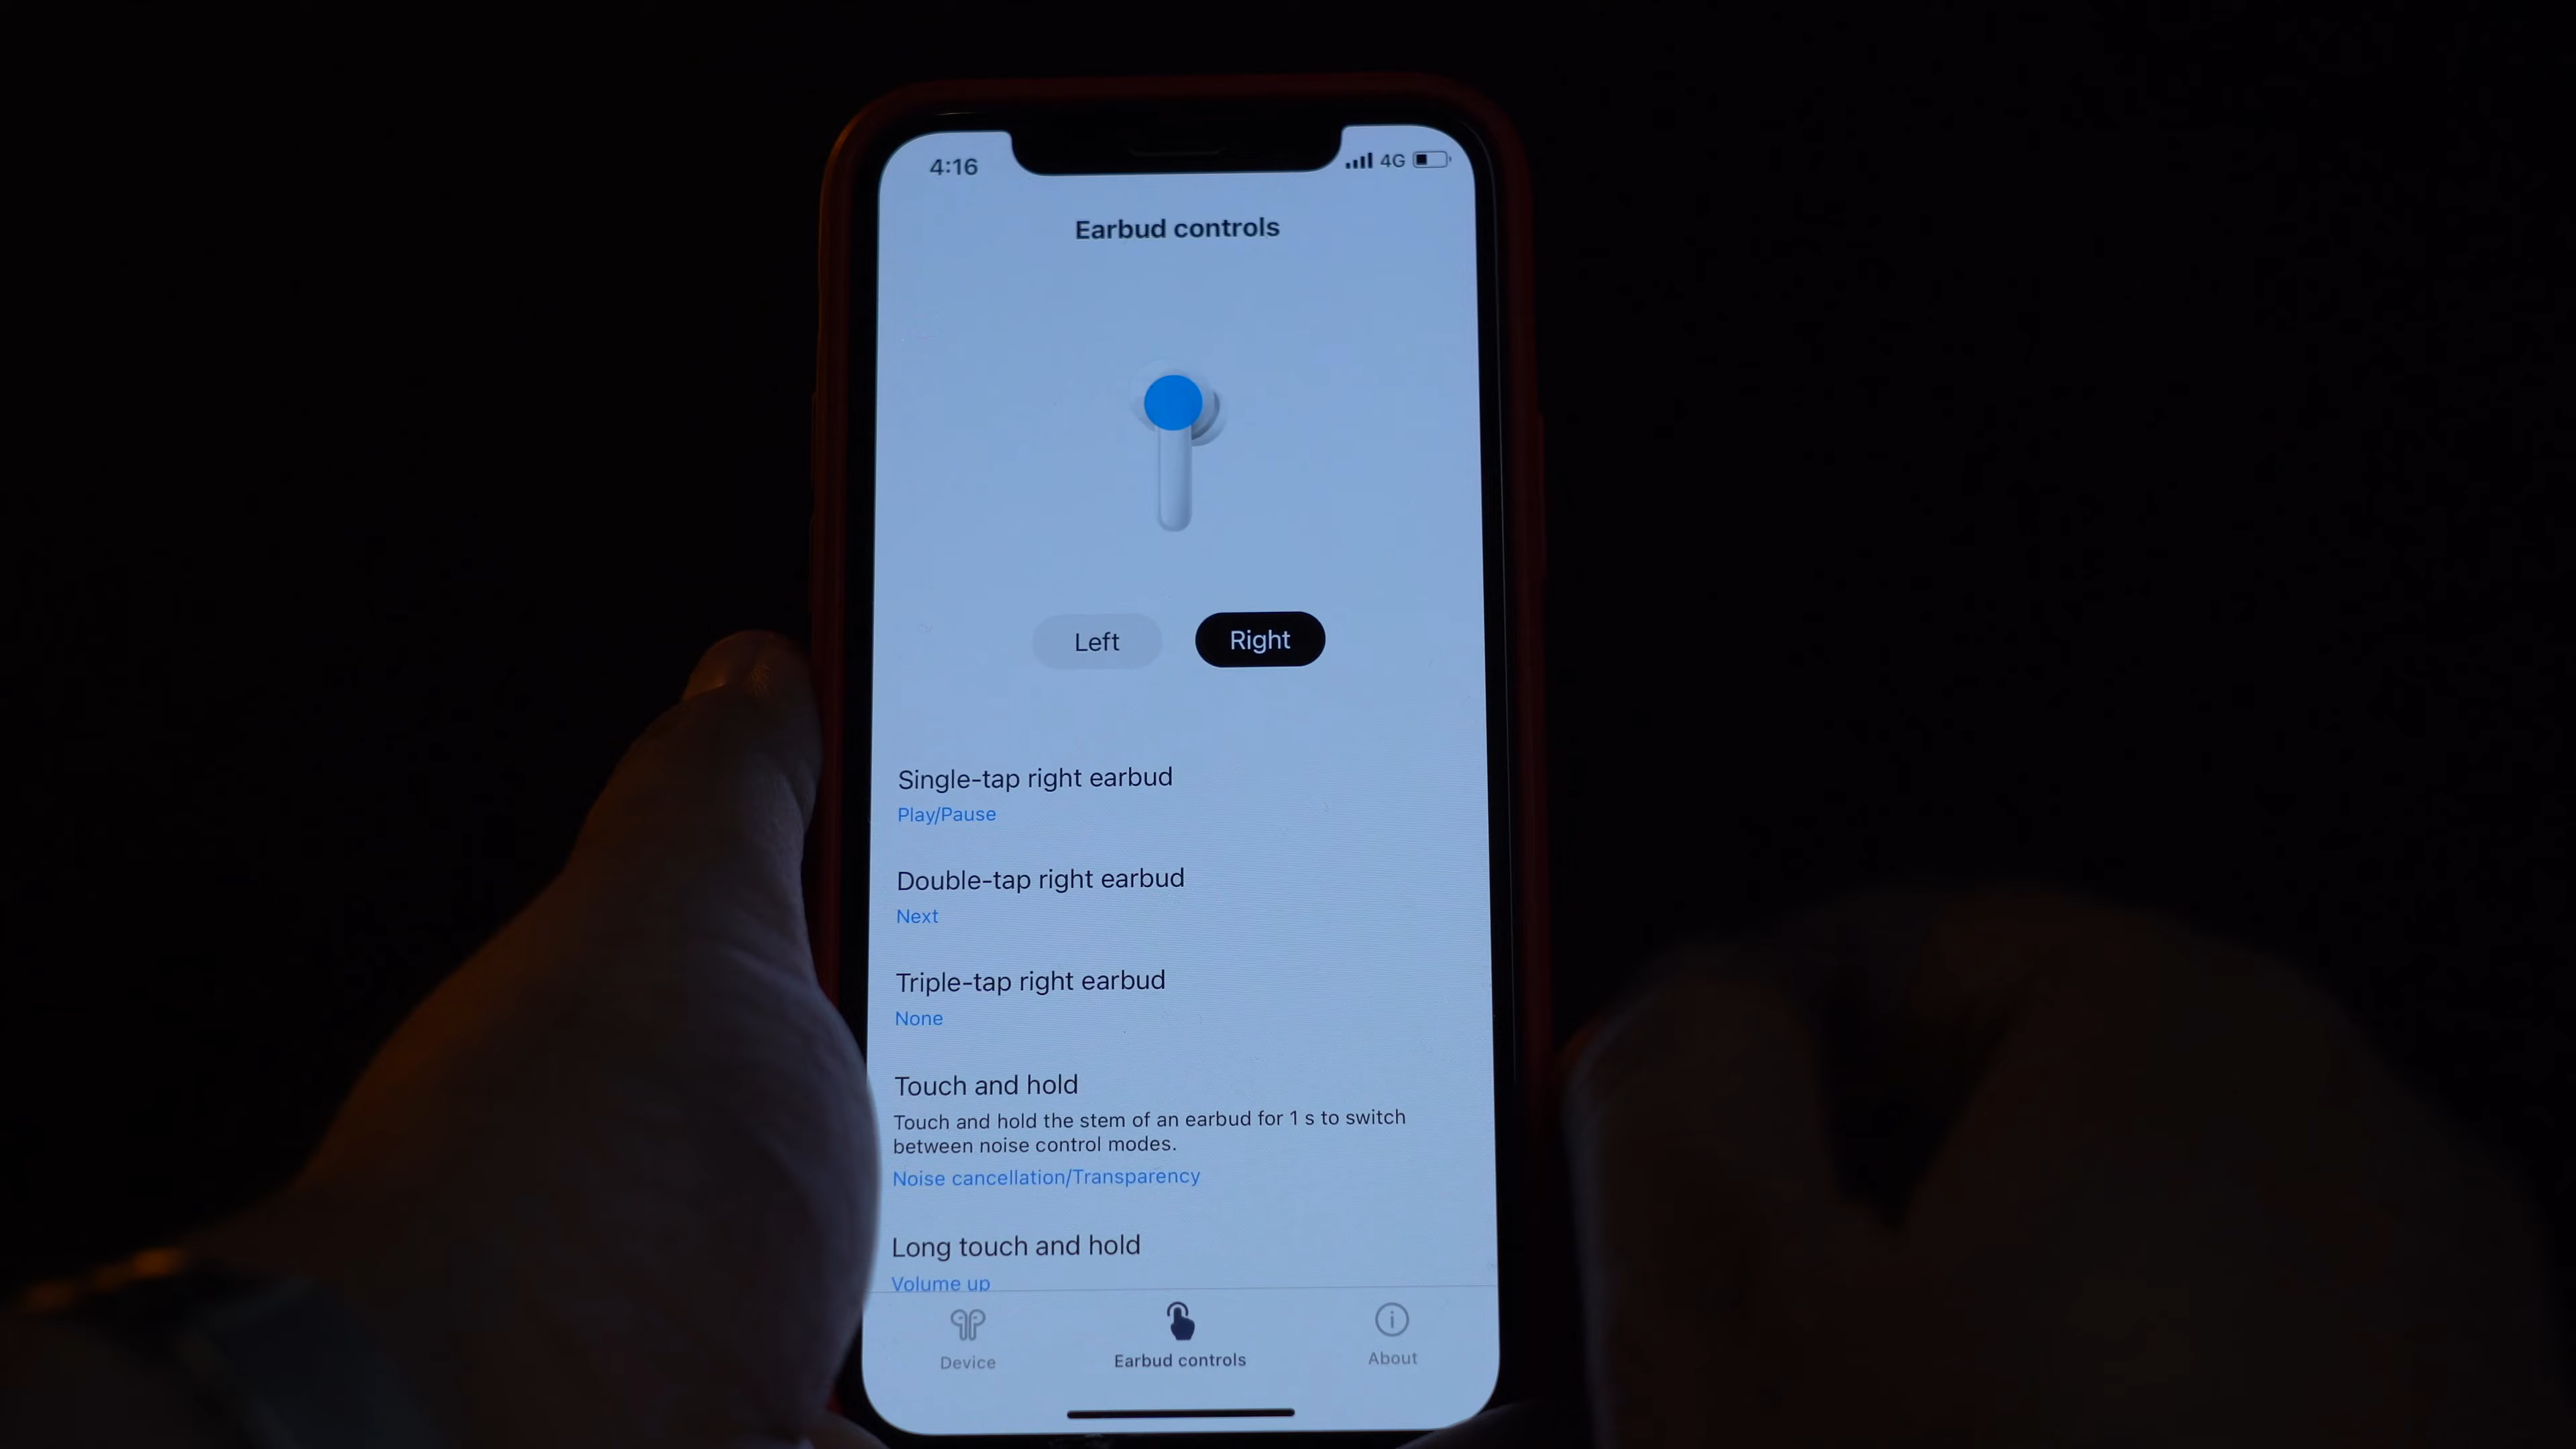 4:16
4G
Earbud controls
Left
Right
Single-tap right earbud
Play/Pause
Double-tap right earbud
Next
Triple-tap right earbud
None
Touch and hold
Touch and hold the stem of an earbud for 1 s to switch
between noise control modes.
Noise cancellation/Transparency
Long touch and hold
Volume up
Device
Earbud controls
About